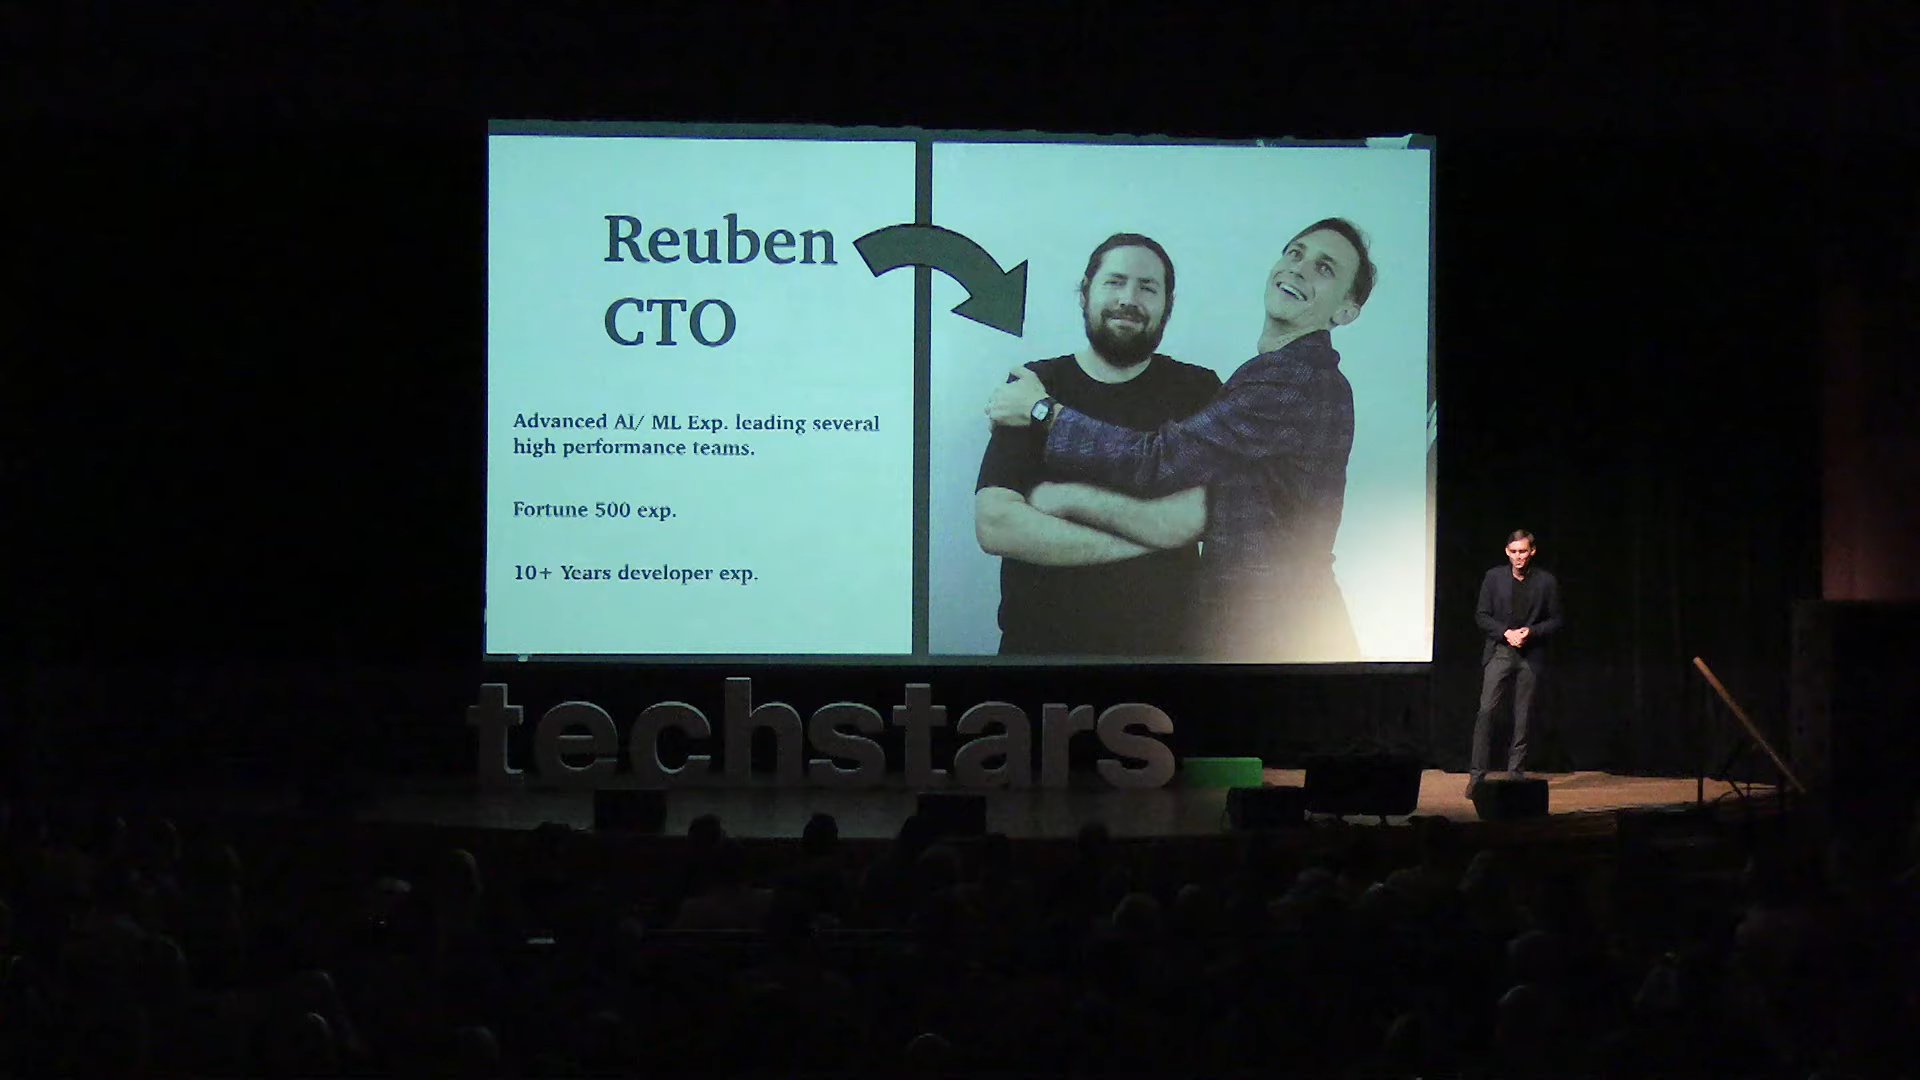 Reuben
CTO
Advanced AI/ ML Exp. leading several
high performance teams.
Fortune 500 exp.
10+ Years developer exp.
techstars